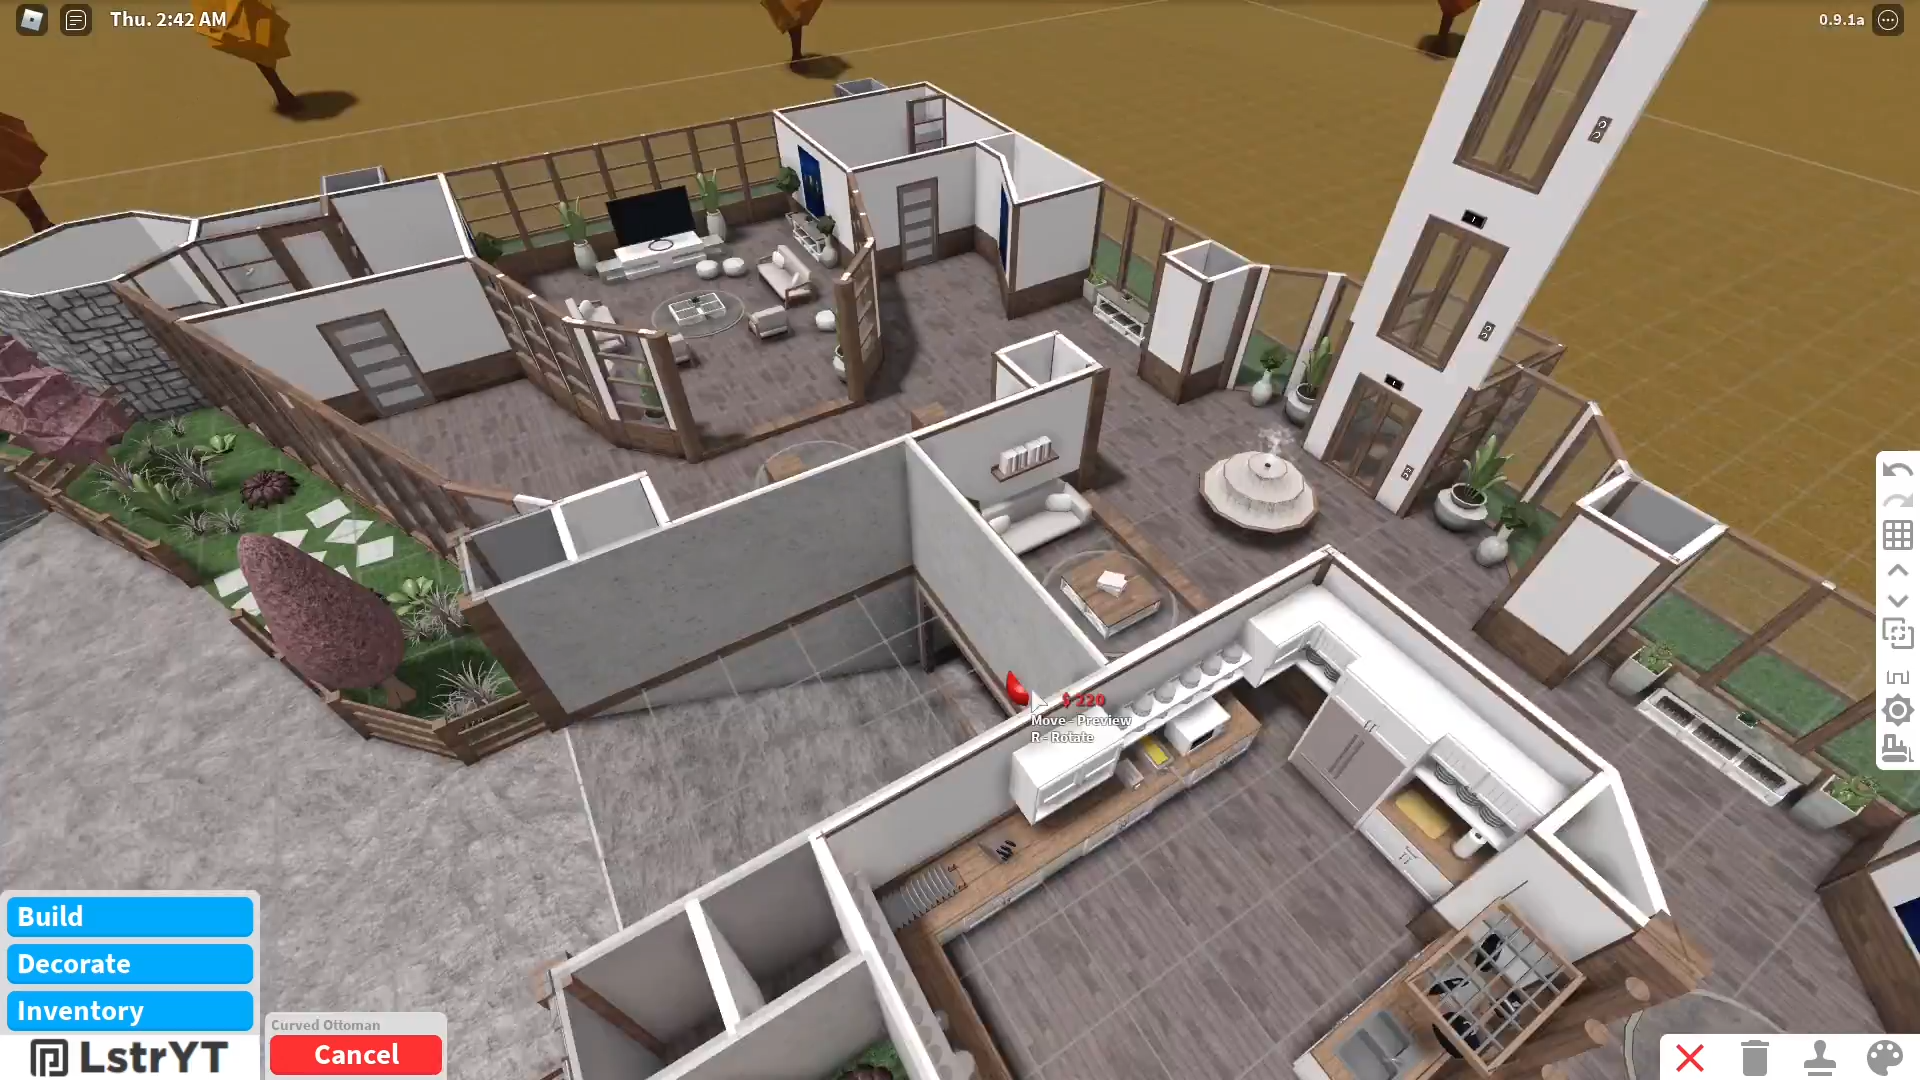 Thu. 2:42 AM
0.9.1a
$ 220
Move - Preview
R - Rotate
Build
Decorate
Inventory
LstrYT
Curved Ottoman
Cancel